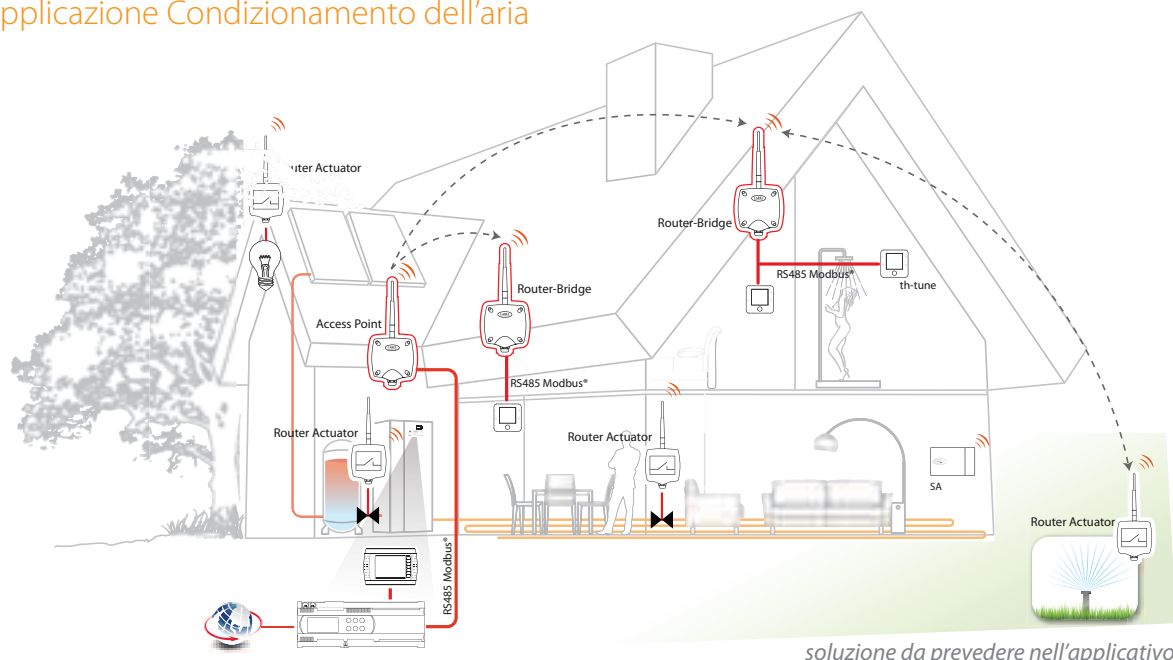 pplicazione Condizionamento dell'aria
uter Actuator
Router-Bridge
RS485 Modbus®
th-tune
Router-Bridge
Access Point
RS485 Modbus®
Router Actuator
Router Actuator
SA
Router Actuator
RS485 Modbus®
soluzione da prevedere nell'applicativo